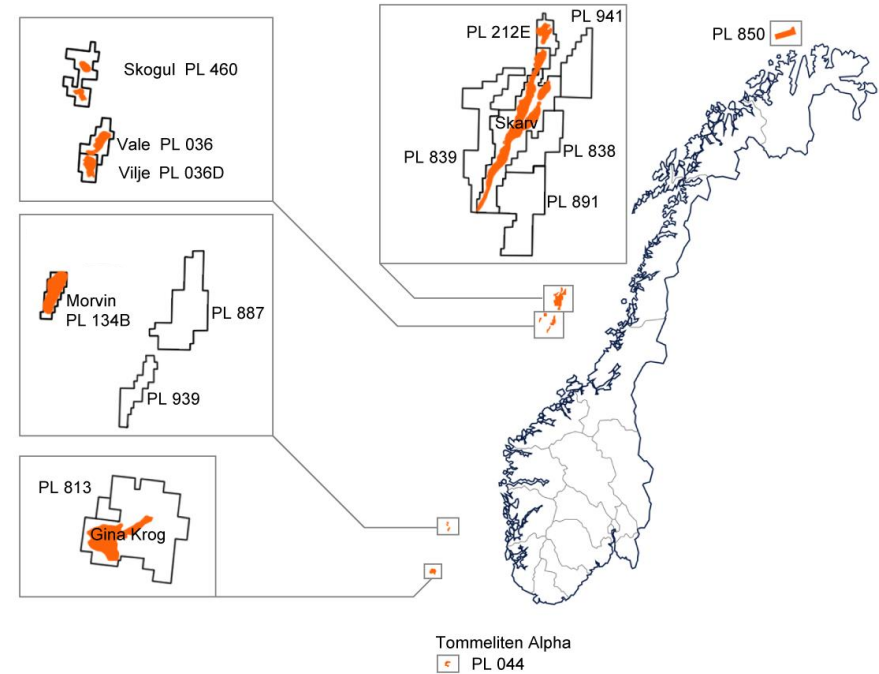 Skogul PL 460
Vale PL 036
Vilje PL 036D
PL 941
PL 212E
Skarv
PL 839
PL 838
PL 891
PL 850
Morvin
PL 134B
PL 887
PL 939
PL 813
Gina Krog
Tommeliten Alpha
PL 044